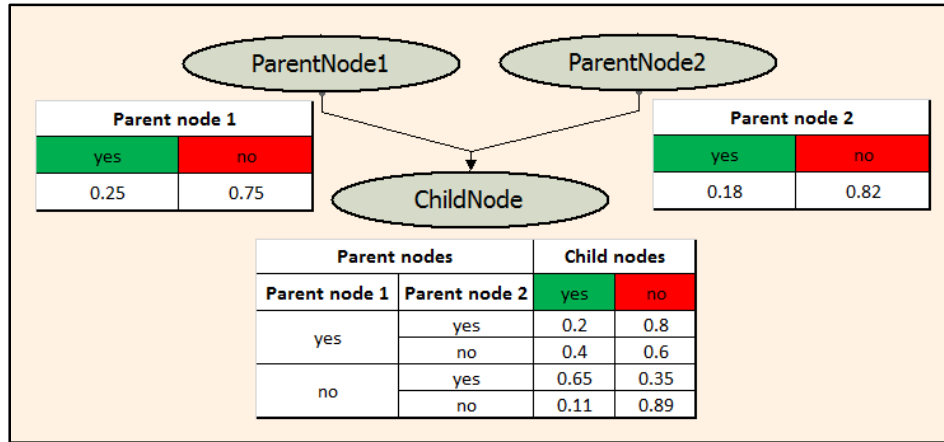 ParentNode1 ParentNode2
Parent node 1 Parent node 2
yes no yes no
0.25 0.75 0.18 0.82
ChildNode
Parent nodes Child nodes
Parent node 1 Parent node 2 yes no
yes yes 0.2 0.8
no 0.4 0.6
no yes 0.65 0.35
no 0.11 0.89